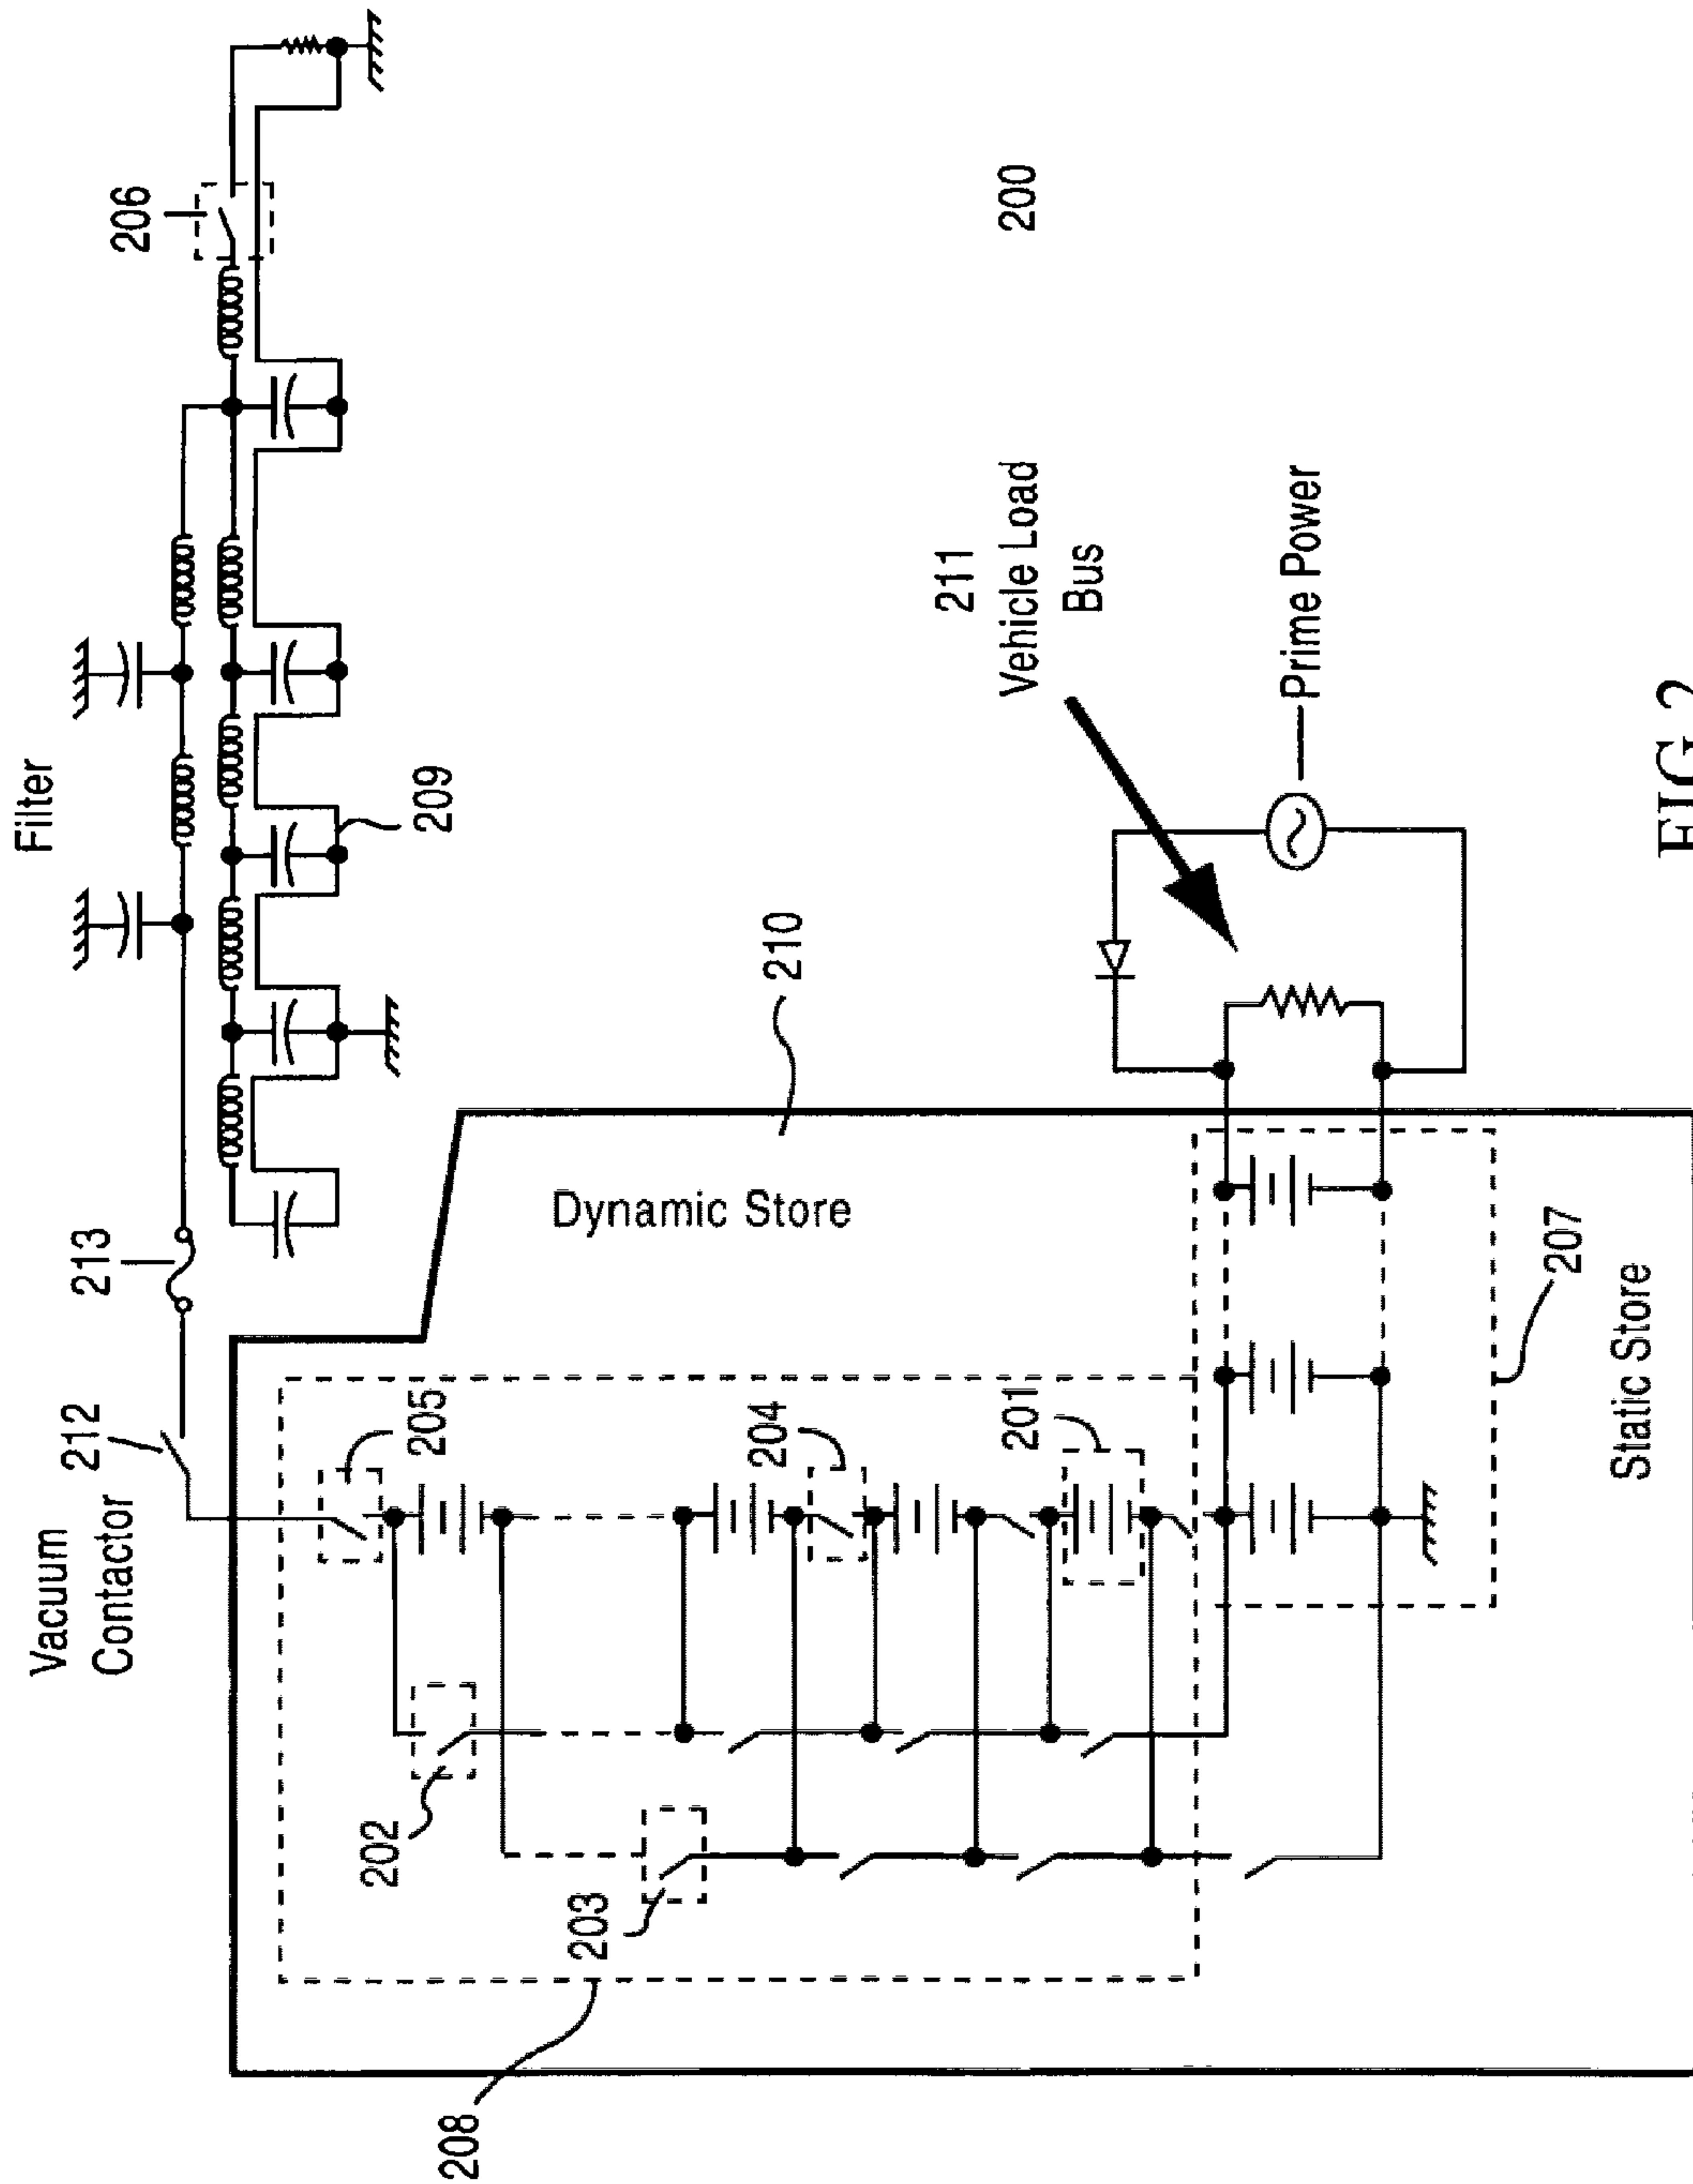 Filter
206
209
213
Vacuum
Contactor
212
205
204
201
202
203
208
Dynamic Store
210
211
Vehicle Load
Bus
Prime Power
200
207
Static Store
FIG 2